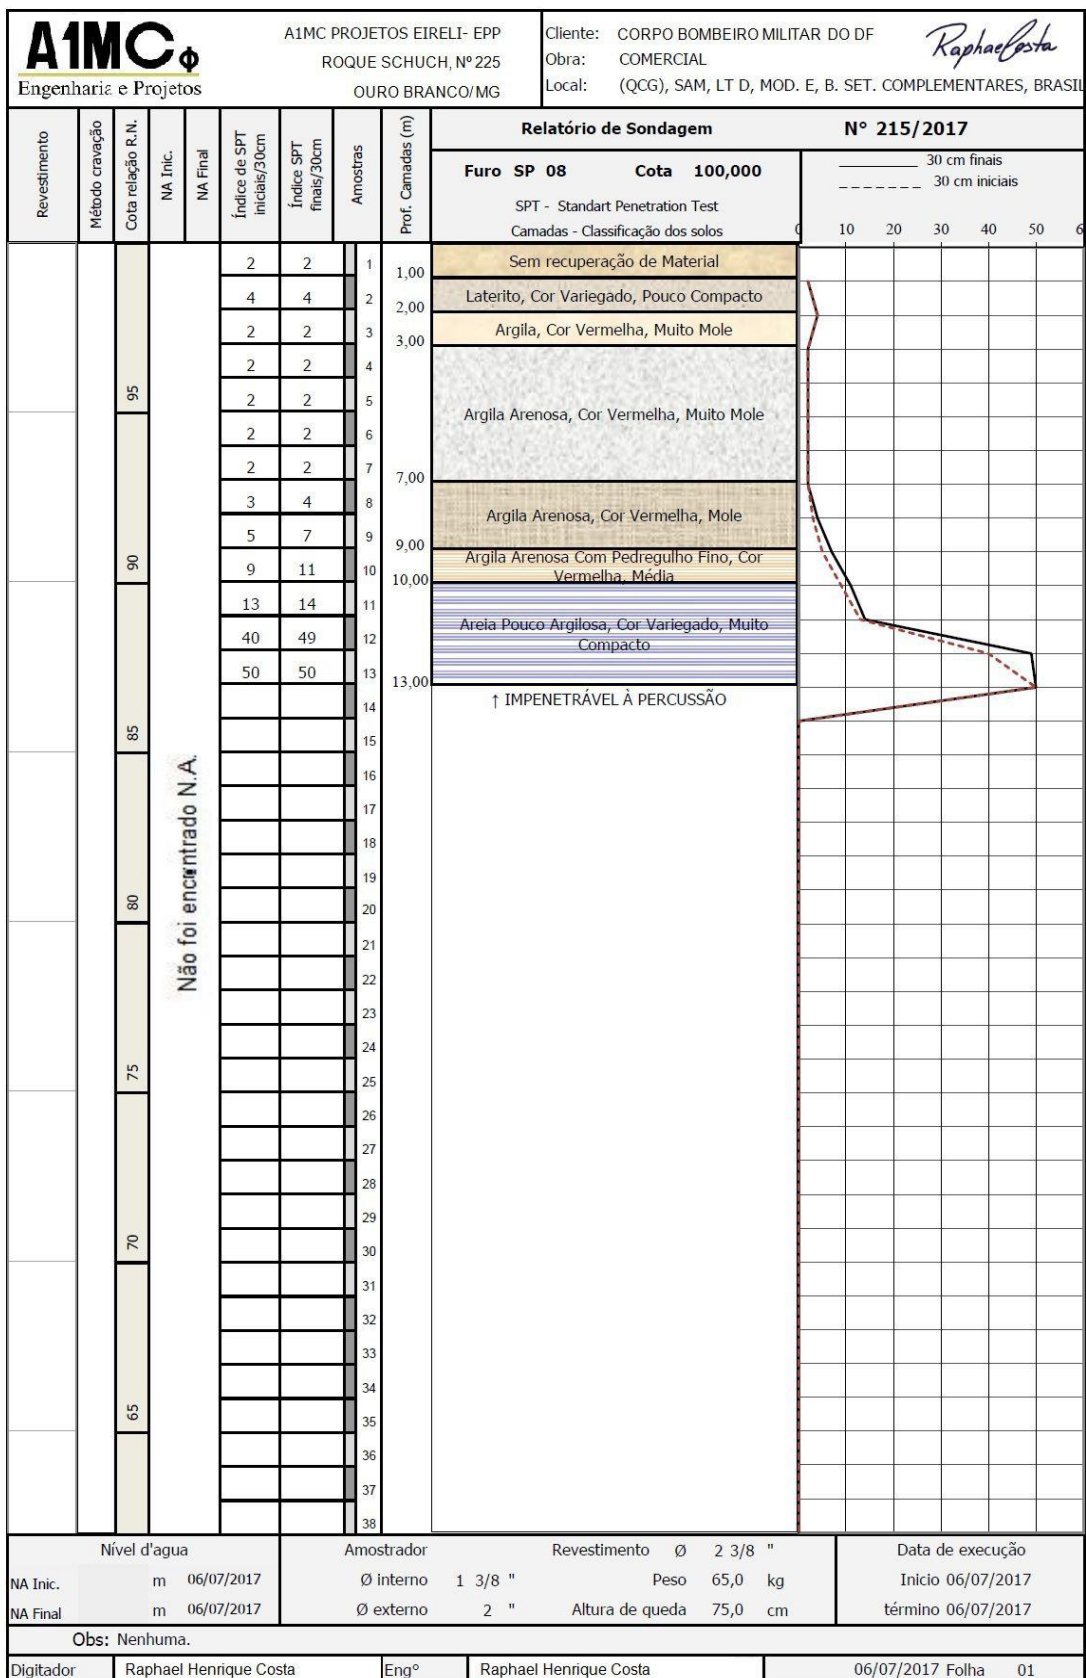 A1MC Φ
Engenharia e Projetos
A1MC PROJETOS EIRELI- EPP
ROQUE SCHUCH, Nº 225
OURO BRANCO/MG
Cliente: CORPO BOMBEIRO MILITAR DO DF
Obra: COMERCIAL
Local: (QCG), SAM, LT D, MOD. E, B. SET. COMPLEMENTARES, BRASIL
Raphael Costa
Revestimento
Método cravação
Cota relação R.N.
NA Inic.
NA Final
Índice de SPT iniciais/30cm
Índice SPT finais/30cm
Amostras
Prof. Camadas (m)
Relatório de Sondagem
N° 215/2017
Furo SP 08 Cota 100,000
SPT - Standart Penetration Test
Camadas - Classificação dos solos
30 cm finais
30 cm iniciais
0 10 20 30 40 50 6
2 2 1 1,00 Sem recuperação de Material
4 4 2 2,00 Laterito, Cor Variegado, Pouco Compacto
2 2 3 3,00 Argila, Cor Vermelha, Muito Mole
2 2 4
95 2 2 5 Argila Arenosa, Cor Vermelha, Muito Mole
2 2 6
2 2 7 7,00
3 4 8 Argila Arenosa, Cor Vermelha, Mole
5 7 9 9,00
90 9 11 10 10,00 Argila Arenosa Com Pedregulho Fino, Cor
Vermelha, Média
13 14 11
40 49 12 Areia Pouco Argilosa, Cor Variegado, Muito
Compacto
50 50 13 13,00
↑ IMPENETRÁVEL À PERCUSSÃO
14
85 15
16
17
18
19
80 20
21
22
23
24
75 25
26
27
28
29
70 30
31
32
33
34
65 35
36
37
38
Não foi encontrado N.A.
Nível d'agua
NA Inic. m 06/07/2017
NA Final m 06/07/2017
Amostrador
Ø interno 1 3/8 "
Ø externo 2 "
Revestimento Ø 2 3/8 "
Peso 65,0 kg
Altura de queda 75,0 cm
Data de execução
Inicio 06/07/2017
término 06/07/2017
Obs: Nenhuma.
Digitador Raphael Henrique Costa Eng° Raphael Henrique Costa 06/07/2017 Folha 01